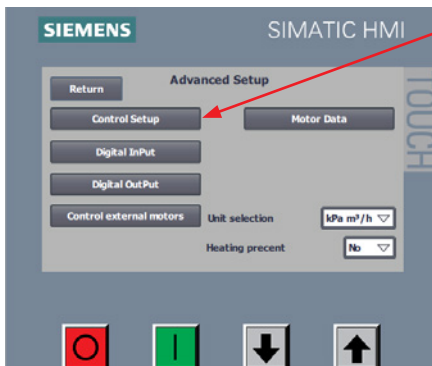 SIEMENS
SIMATIC HMI
TOUCH
Advanced Setup
Return
Control Setup
Motor Data
Digital InPut
Digital OutPut
Control external motors
Unit selection
kPa m³/h
Heating precent
No